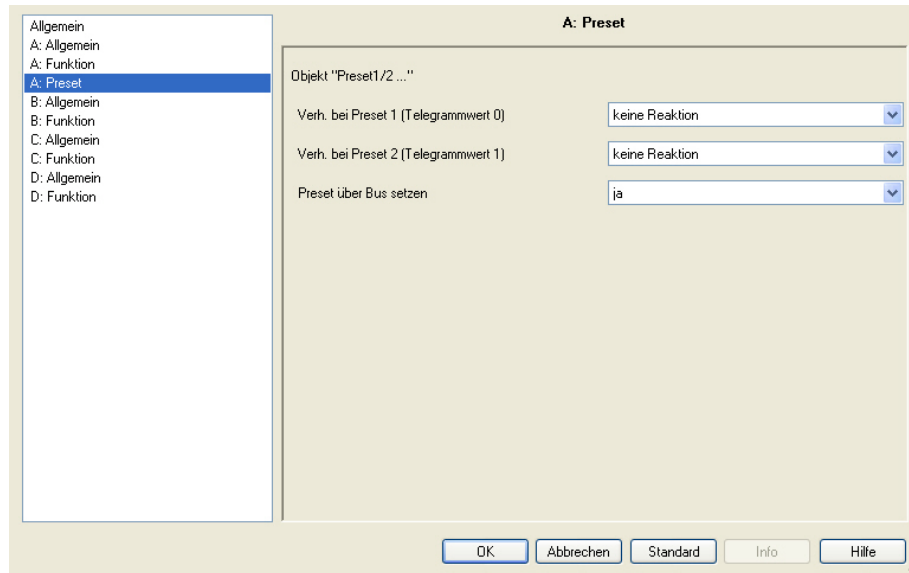 Allgemein
A: Allgemein
A: Funktion
A: Preset
B: Allgemein
B: Funktion
C: Allgemein
C: Funktion
D: Allgemein
D: Funktion
A: Preset
Objekt "Preset1/2 ..."
Verh. bei Preset 1 (Telegrammwert 0) keine Reaktion
Verh. bei Preset 2 (Telegrammwert 1) keine Reaktion
Preset über Bus setzen ja
OK Abbrechen Standard Info Hilfe